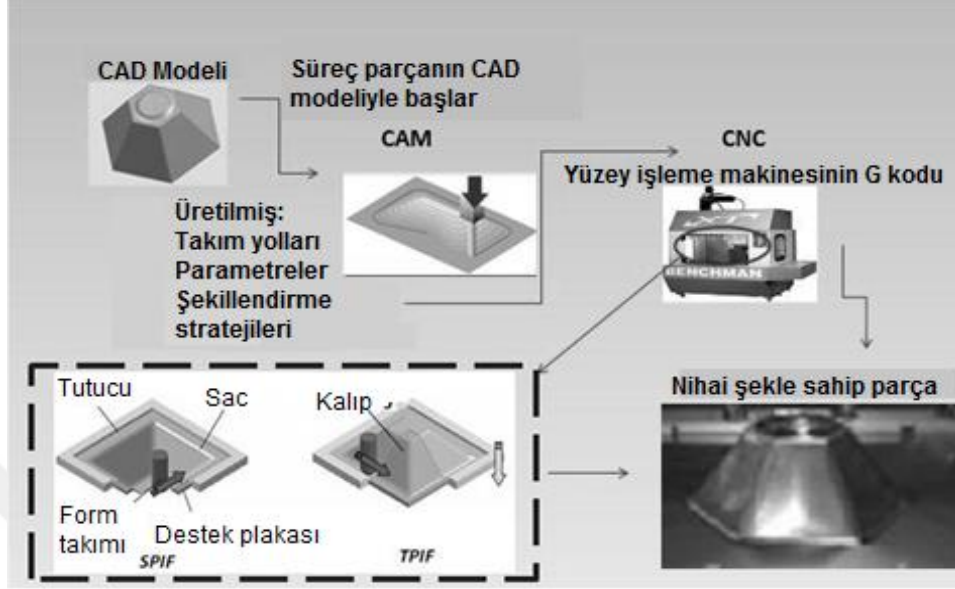 CAD Modeli
Süreç parçanın CAD
modeliyle başlar
CAM
CNC
Yüzey işleme makinesinin G kodu
Üretilmiş:
Takım yolları
Parametreler
Şekillendirme
stratejileri
BENCHMAN
Tutucu
Sac
Kalıp
Form
takımı
Destek plakası
SPIF
TPIF
Nihai şekle sahip parça